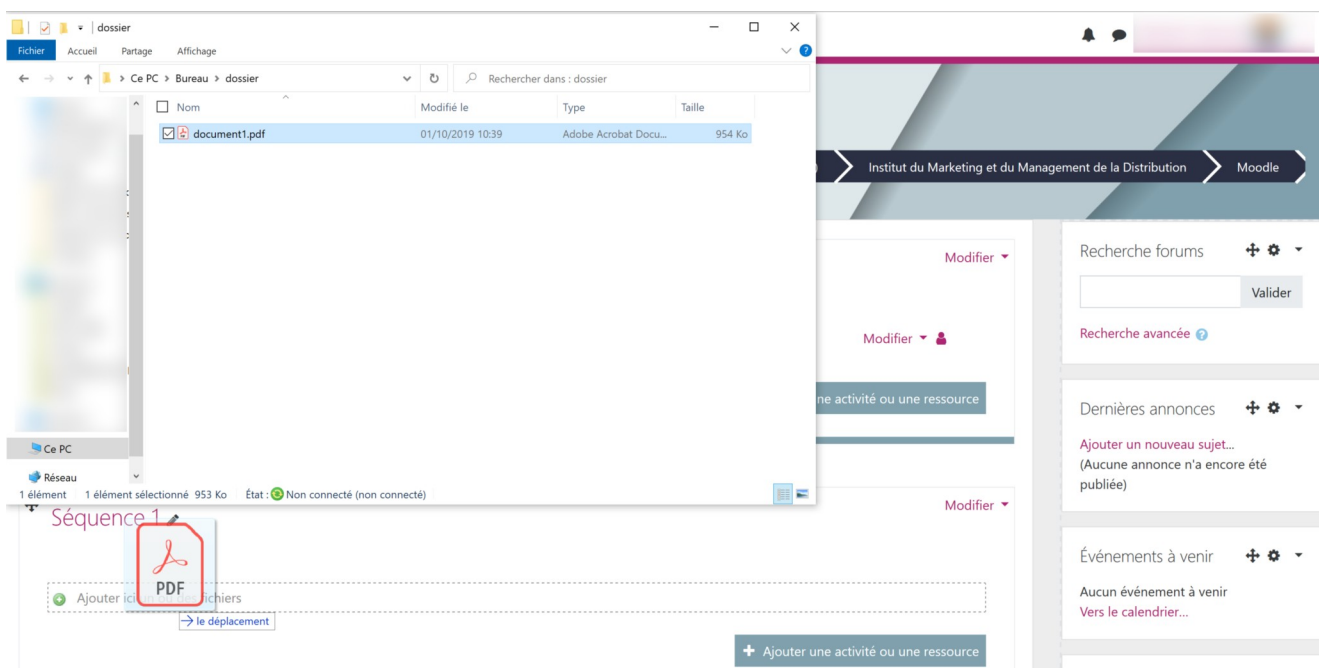 dossier
Fichier Accueil Partage Affichage
Ce PC > Bureau > dossier
Rechercher dans : dossier
Nom Modifié le Type Taille
document1.pdf 01/10/2019 10:39 Adobe Acrobat Docu... 954 Ko
Ce PC
Réseau
1 élément 1 élément sélectionné 953 Ko État : Non connecté (non connecté)
Institut du Marketing et du Management de la Distribution
Moodle
Modifier
Modifier
ne activité ou une ressource
Séquence 1
Modifier
PDF
Ajouter ici un ou des fichiers
le déplacement
Ajouter une activité ou une ressource
Recherche forums
Valider
Recherche avancée
Dernières annonces
Ajouter un nouveau sujet...
(Aucune annonce n'a encore été
publiée)
Événements à venir
Aucun événement à venir
Vers le calendrier...